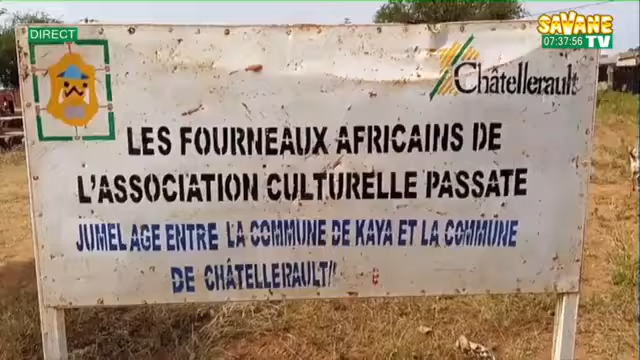 DIRECT
SAVANE
07:37:56 TV
Châtellerault
LES FOURNEAUX AFRICAINS DE
L'ASSOCIATION CULTURELLE PASSATE
JUMELAGE ENTRE LA COMMUNE DE KAYA ET LA COMMUNE
DE CHÂTELLERAULT//